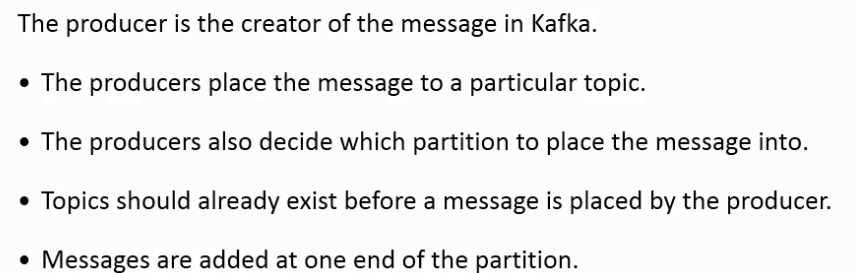 The producer is the creator of the message in Kafka.
• The producers place the message to a particular topic.
• The producers also decide which partition to place the message into.
• Topics should already exist before a message is placed by the producer.
• Messages are added at one end of the partition.